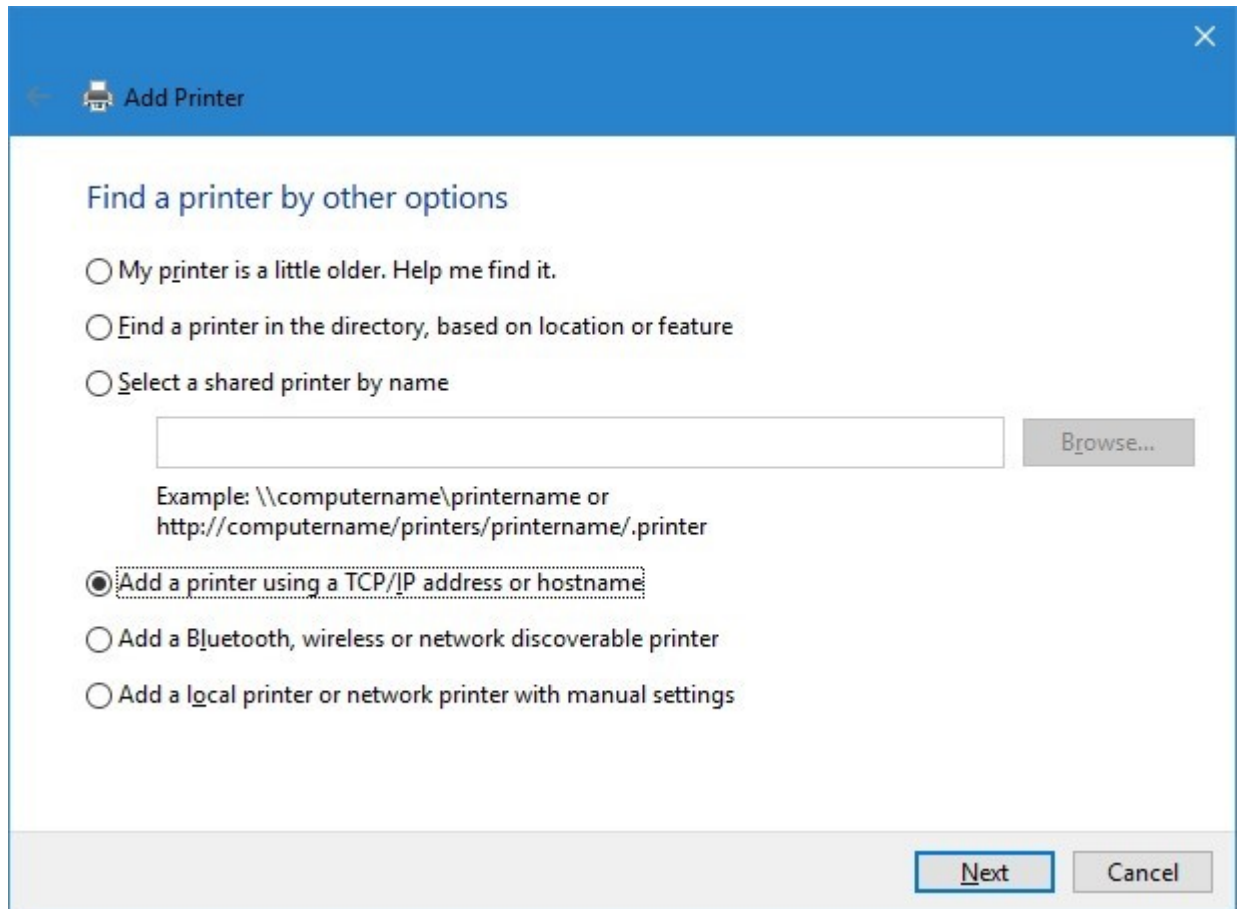 Add Printer
Find a printer by other options
My printer is a little older. Help me find it.
Find a printer in the directory, based on location or feature
Select a shared printer by name
Browse...
Example: \\computername\printername or
http://computername/printers/printername/.printer
Add a printer using a TCP/IP address or hostname
Add a Bluetooth, wireless or network discoverable printer
Add a local printer or network printer with manual settings
Next
Cancel